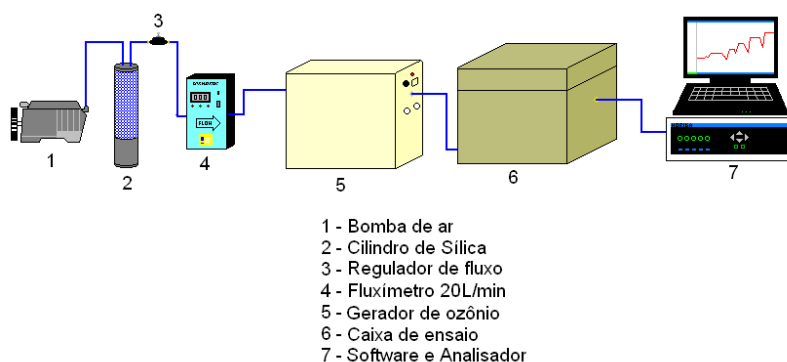 3
FLOW
1
2
4
5
6
7
1 - Bomba de ar
2 - Cilindro de Sílica
3 - Regulador de fluxo
4 - Fluxímetro 20L/min
5 - Gerador de ozônio
6 - Caixa de ensaio
7 - Software e Analisador